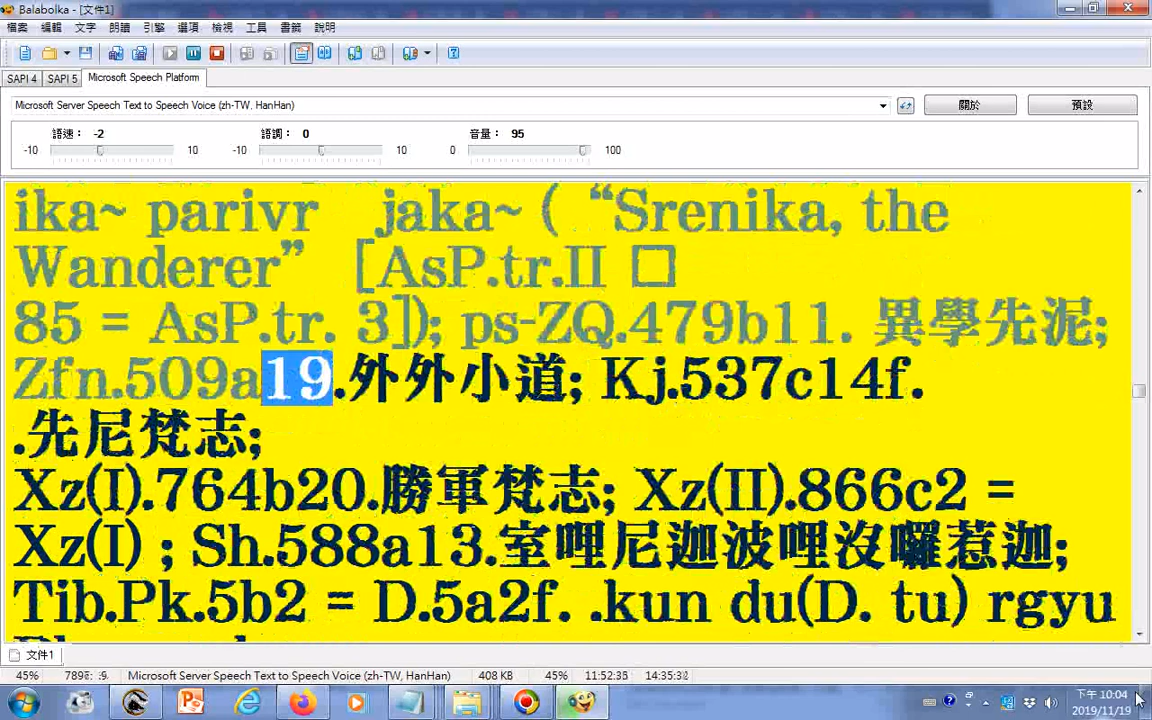 Balabolka - [文件1]
檔案 編輯 文字 朗讀 引擎 選項 檢視 工具 書籤 說明
SAPI 4 SAPI 5 Microsoft Speech Platform
Microsoft Server Speech Text to Speech Voice (zh-TW, HanHan)
關於 預設
語速： -2 語調： 0 音量： 95
-10 10 -10 10 0 100
ika~ parivr jaka~ ( “Srenika, the
Wanderer” [AsP.tr.II □
85 = AsP.tr. 3]); ps-ZQ.479b11. 異學先泥;
Zfn.509a19.外外小道; Kj.537c14f.
.先尼梵志;
Xz(I).764b20.勝軍梵志; Xz(II).866c2 =
Xz(I) ; Sh.588a13.室哩尼迦波哩沒囉惹迦;
Tib.Pk.5b2 = D.5a2f. .kun du(D. tu) rgyu
文件1
45% Microsoft Server Speech Text to Speech Voice (zh-TW, HanHan) 408 KB 45% 11:52:38 14:35:38
下午 10:04
2019/11/19